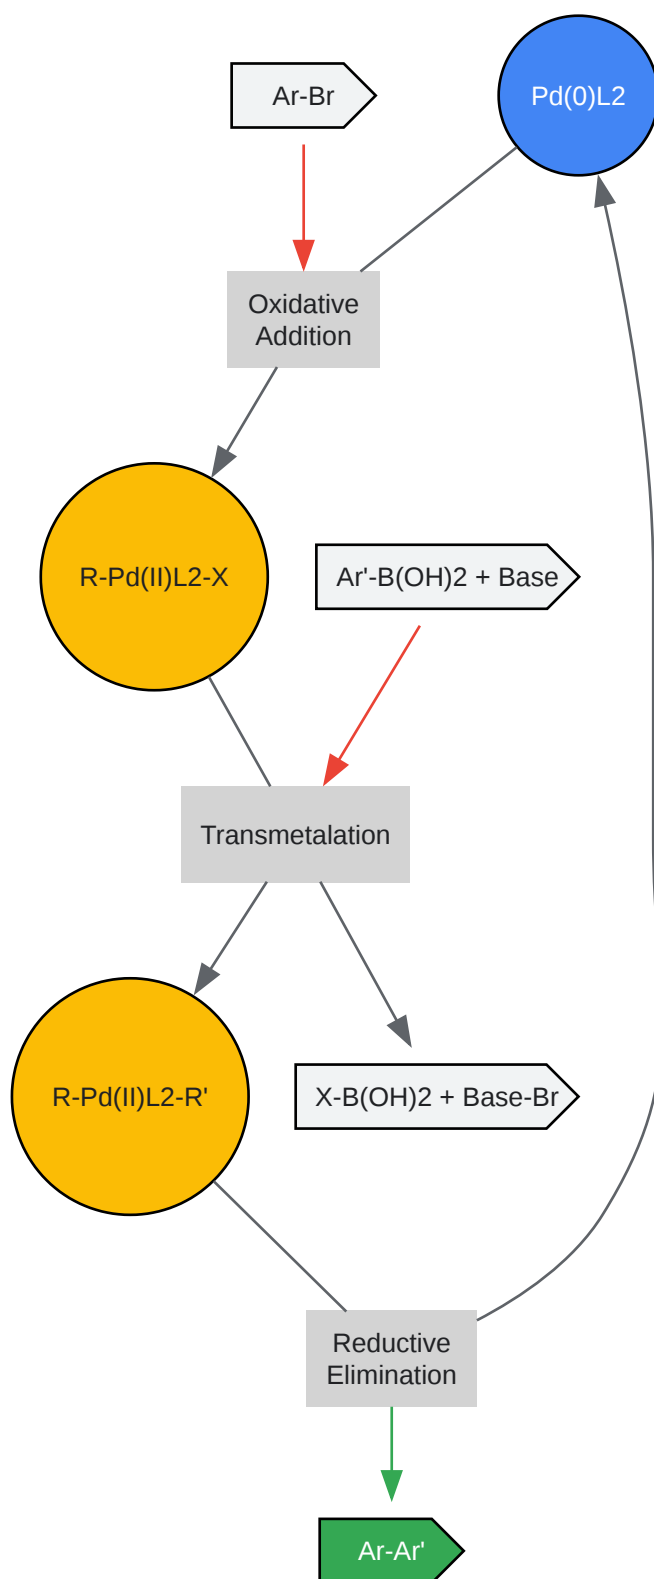 Ar-Br
Pd(0)L2
Oxidative
Addition
R-Pd(II)L2-X
Ar'-B(OH)2 + Base
Transmetalation
R-Pd(II)L2-R'
X-B(OH)2 + Base-Br
Reductive
Elimination
Ar-Ar'